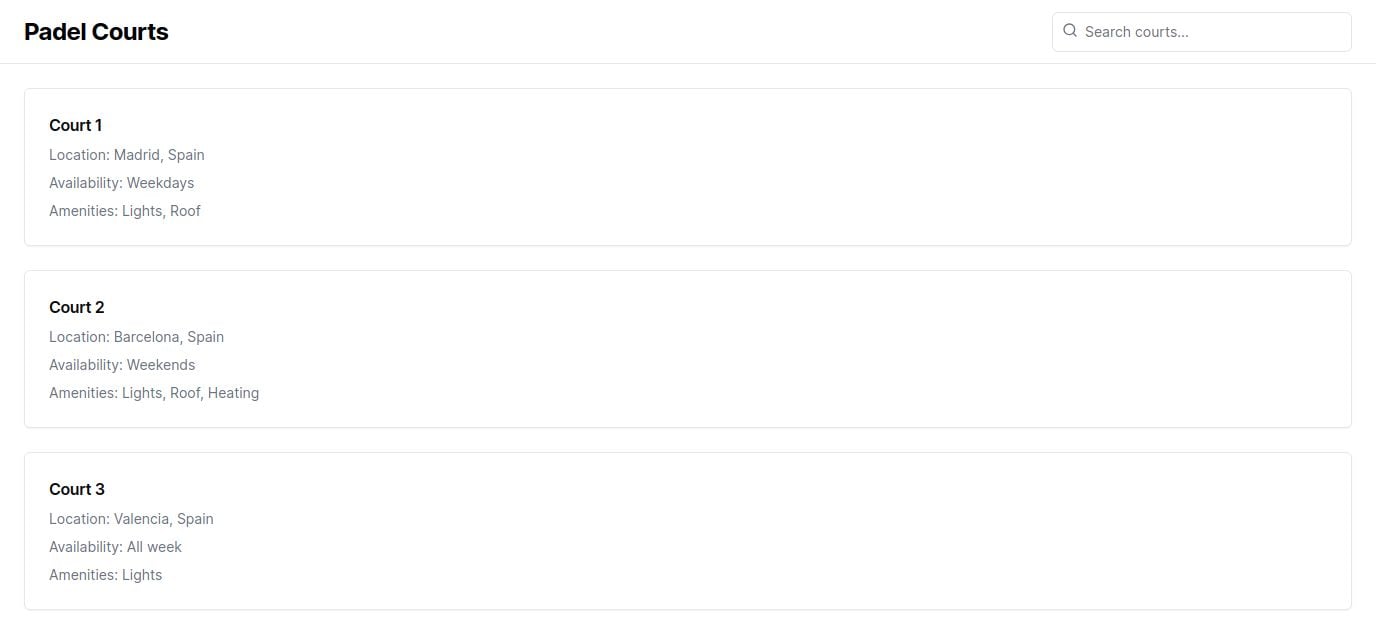 Padel Courts
Search courts...
Court 1
Location: Madrid, Spain
Availability: Weekdays
Amenities: Lights, Roof
Court 2
Location: Barcelona, Spain
Availability: Weekends
Amenities: Lights, Roof, Heating
Court 3
Location: Valencia, Spain
Availability: All week
Amenities: Lights